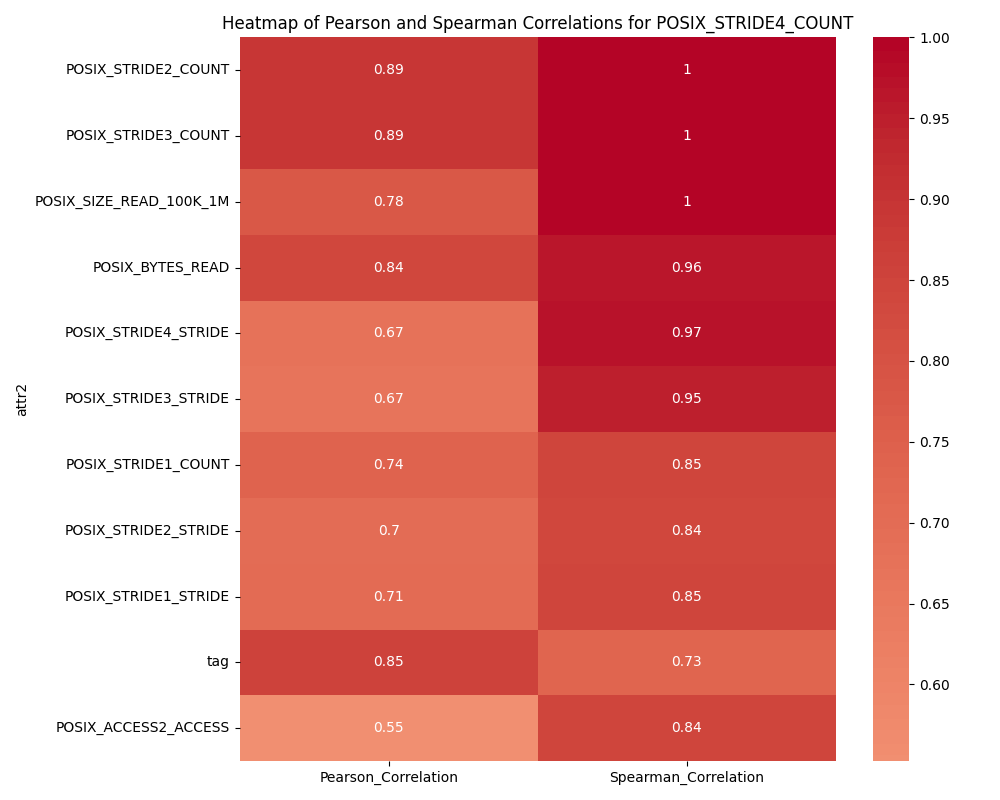 Heatmap of Pearson and Spearman Correlations for POSIX_STRIDE4_COUNT
attr2
POSIX_STRIDE2_COUNT 0.89 1
POSIX_STRIDE3_COUNT 0.89 1
POSIX_SIZE_READ_100K_1M 0.78 1
POSIX_BYTES_READ 0.84 0.96
POSIX_STRIDE4_STRIDE 0.67 0.97
POSIX_STRIDE3_STRIDE 0.67 0.95
POSIX_STRIDE1_COUNT 0.74 0.85
POSIX_STRIDE2_STRIDE 0.7 0.84
POSIX_STRIDE1_STRIDE 0.71 0.85
tag 0.85 0.73
POSIX_ACCESS2_ACCESS 0.55 0.84
Pearson_Correlation Spearman_Correlation
1.00
0.95
0.90
0.85
0.80
0.75
0.70
0.65
0.60